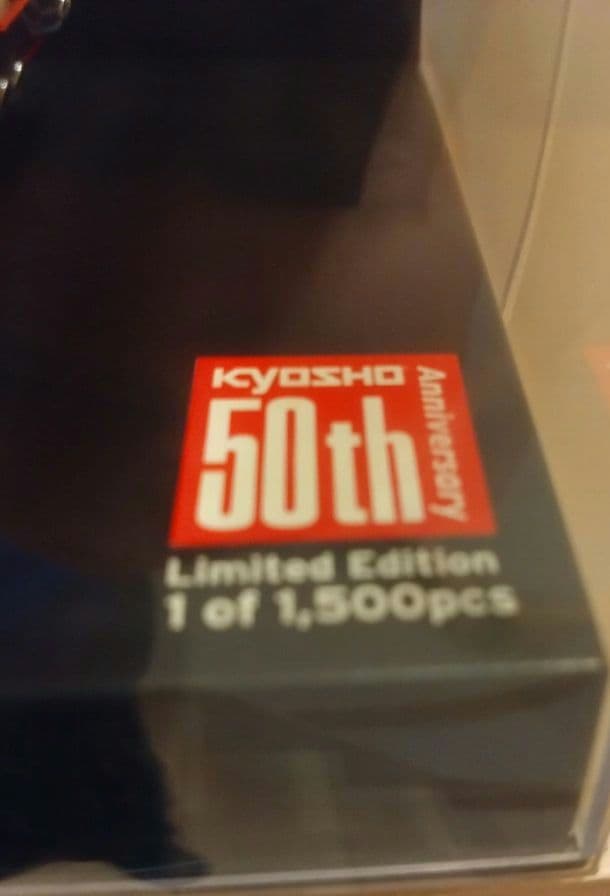 KYOSHO
50th
Anniversary
Limited Edition
1 of 1,500pcs